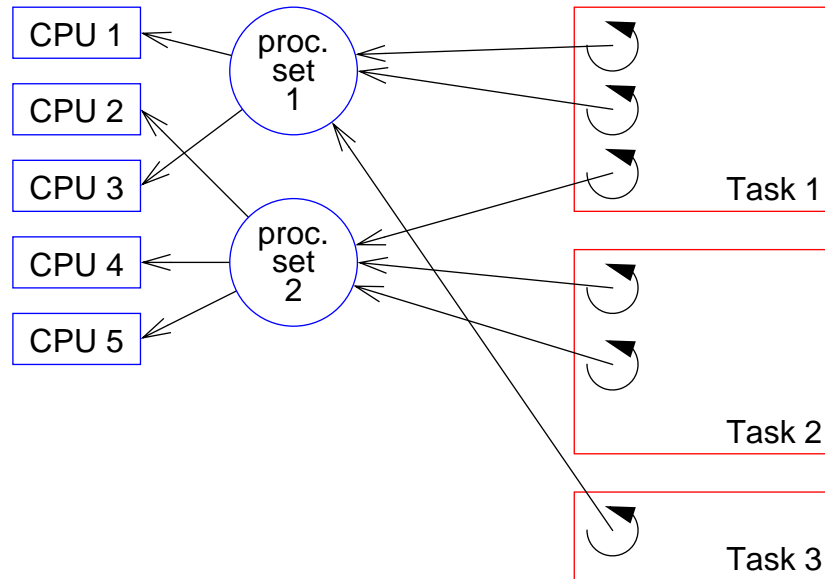 CPU 1
CPU 2
CPU 3
CPU 4
CPU 5
proc.
set
1
proc.
set
2
Task 1
Task 2
Task 3